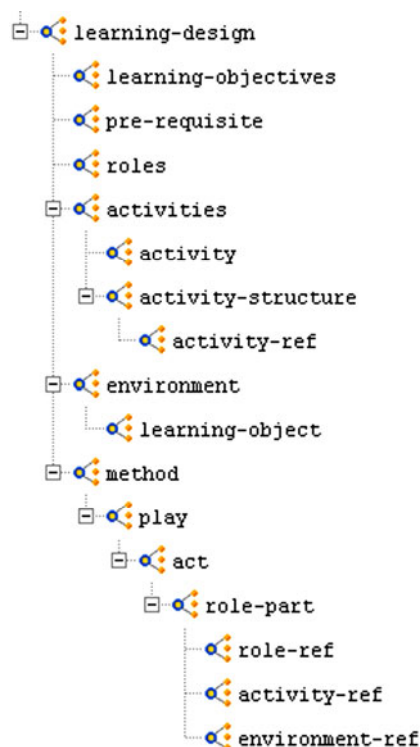 learning-design
learning-objectives
pre-requisite
roles
activities
activity
activity-structure
activity-ref
environment
learning-object
method
play
act
role-part
role-ref
activity-ref
environment-ref